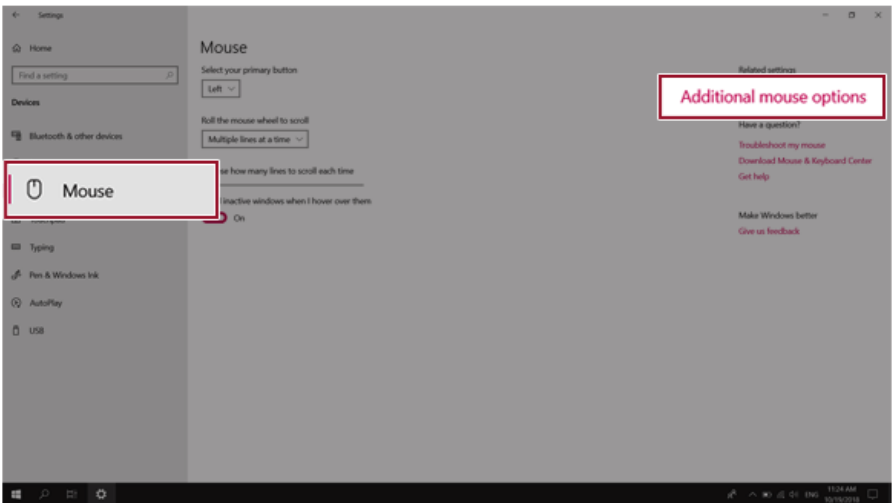 Settings
Home
Find a setting
Devices
Bluetooth & other devices
Mouse
Typing
Pen & Windows Ink
AutoPlay
USB
Mouse
Select your primary button
Left
Roll the mouse wheel to scroll
Multiple lines at a time
how many lines to scroll each time
inactive windows when I hover over them
On
Related settings
Additional mouse options
Have a question?
Troubleshoot my mouse
Download Mouse & Keyboard Center
Get help
Make Windows better
Give us feedback
ENG
11:24 AM
10/19/2018